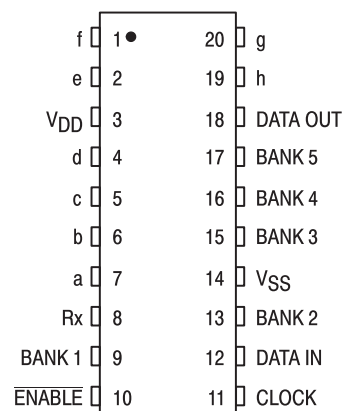 f 1 20 g
e 2 19 h
VDD 3 18 DATA OUT
d 4 17 BANK 5
c 5 16 BANK 4
b 6 15 BANK 3
a 7 14 VSS
Rx 8 13 BANK 2
BANK 1 9 12 DATA IN
ENABLE 10 11 CLOCK